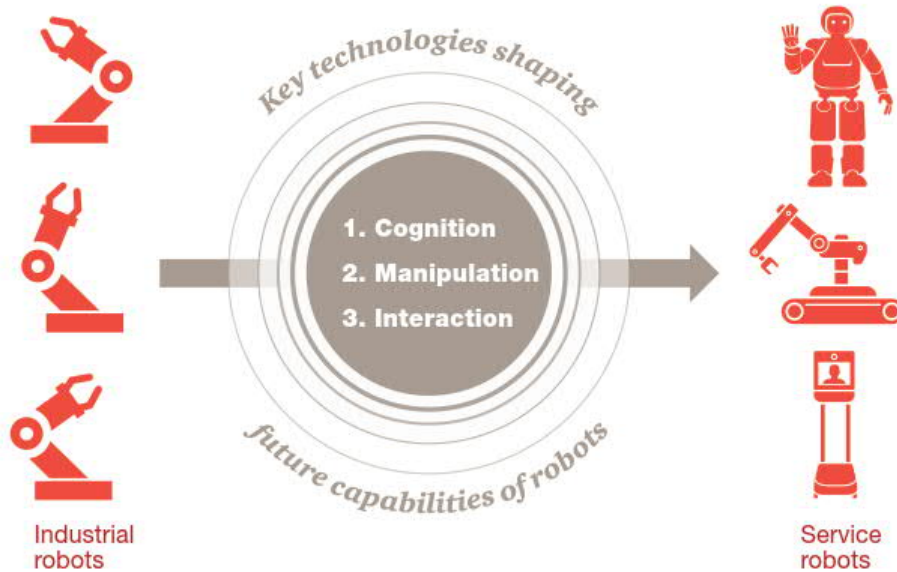 Key technologies shaping
1. Cognition
2. Manipulation
3. Interaction
future capabilities of robots
Industrial
robots
Service
robots